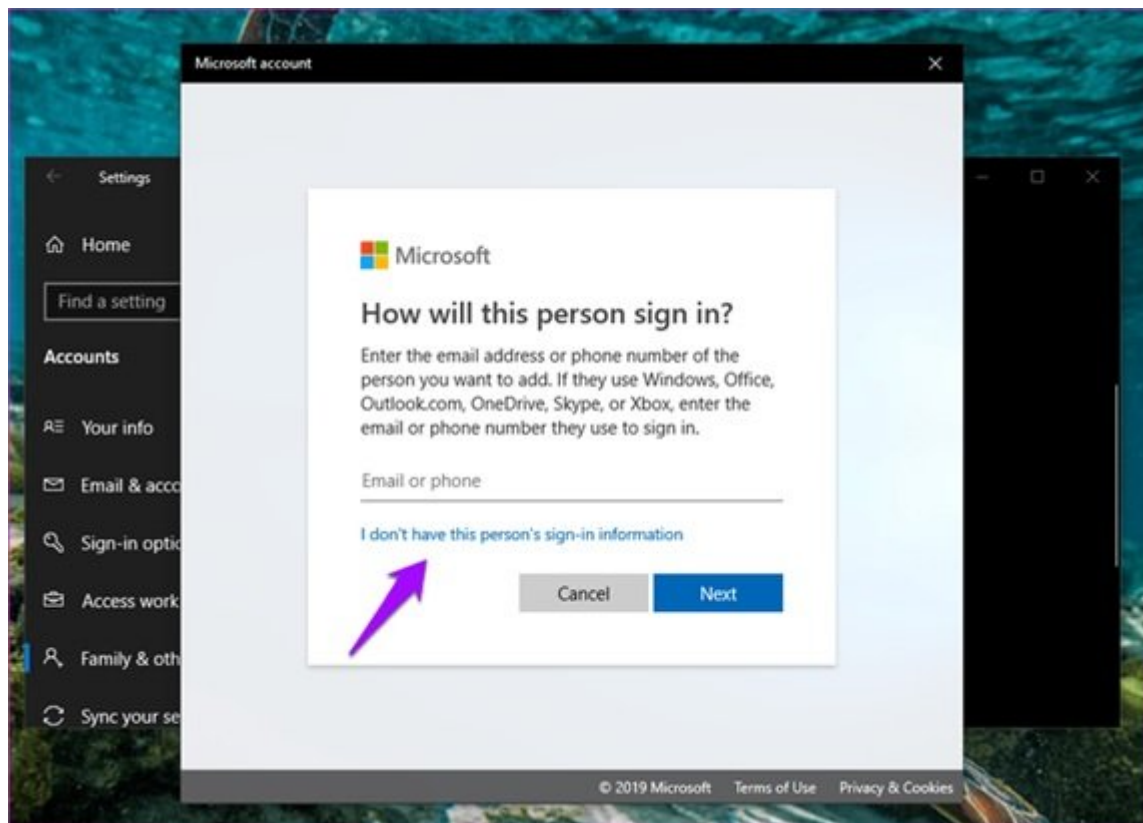 Microsoft account
Settings
Home
Find a setting
Accounts
Your info
Email & acco
Sign-in optio
Access work
Family & oth
Sync your se
Microsoft
How will this person sign in?
Enter the email address or phone number of the
person you want to add. If they use Windows, Office,
Outlook.com, OneDrive, Skype, or Xbox, enter the
email or phone number they use to sign in.
Email or phone
I don't have this person's sign-in information
Cancel Next
© 2019 Microsoft Terms of Use Privacy & Cookies